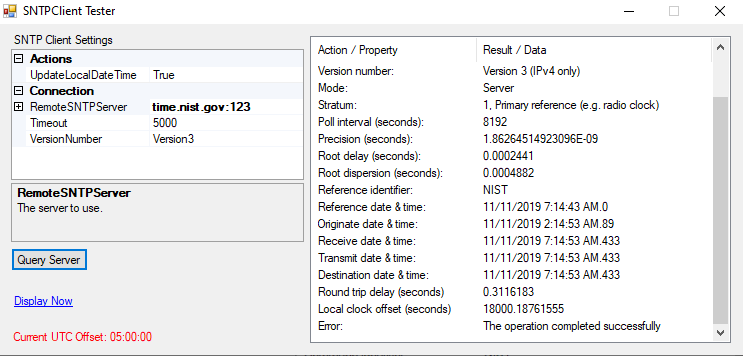 SNTPClient Tester
SNTP Client Settings
Actions
UpdateLocalDateTime True
Connection
RemoteSNTPServer time.nist.gov:123
Timeout 5000
VersionNumber Version3
RemoteSNTPServer
The server to use.
Query Server
Display Now
Current UTC Offset: 05:00:00
Action / Property Result / Data
Version number: Version 3 (IPv4 only)
Mode: Server
Stratum: 1, Primary reference (e.g. radio clock)
Poll interval (seconds): 8192
Precision (seconds): 1.86264514923096E-09
Root delay (seconds): 0.0002441
Root dispersion (seconds): 0.0004882
Reference identifier: NIST
Reference date & time: 11/11/2019 7:14:43 AM.0
Originate date & time: 11/11/2019 2:14:53 AM.89
Receive date & time: 11/11/2019 7:14:53 AM.433
Transmit date & time: 11/11/2019 7:14:53 AM.433
Destination date & time: 11/11/2019 7:14:53 AM.433
Round trip delay (seconds) 0.3116183
Local clock offset (seconds) 18000.18761555
Error: The operation completed successfully